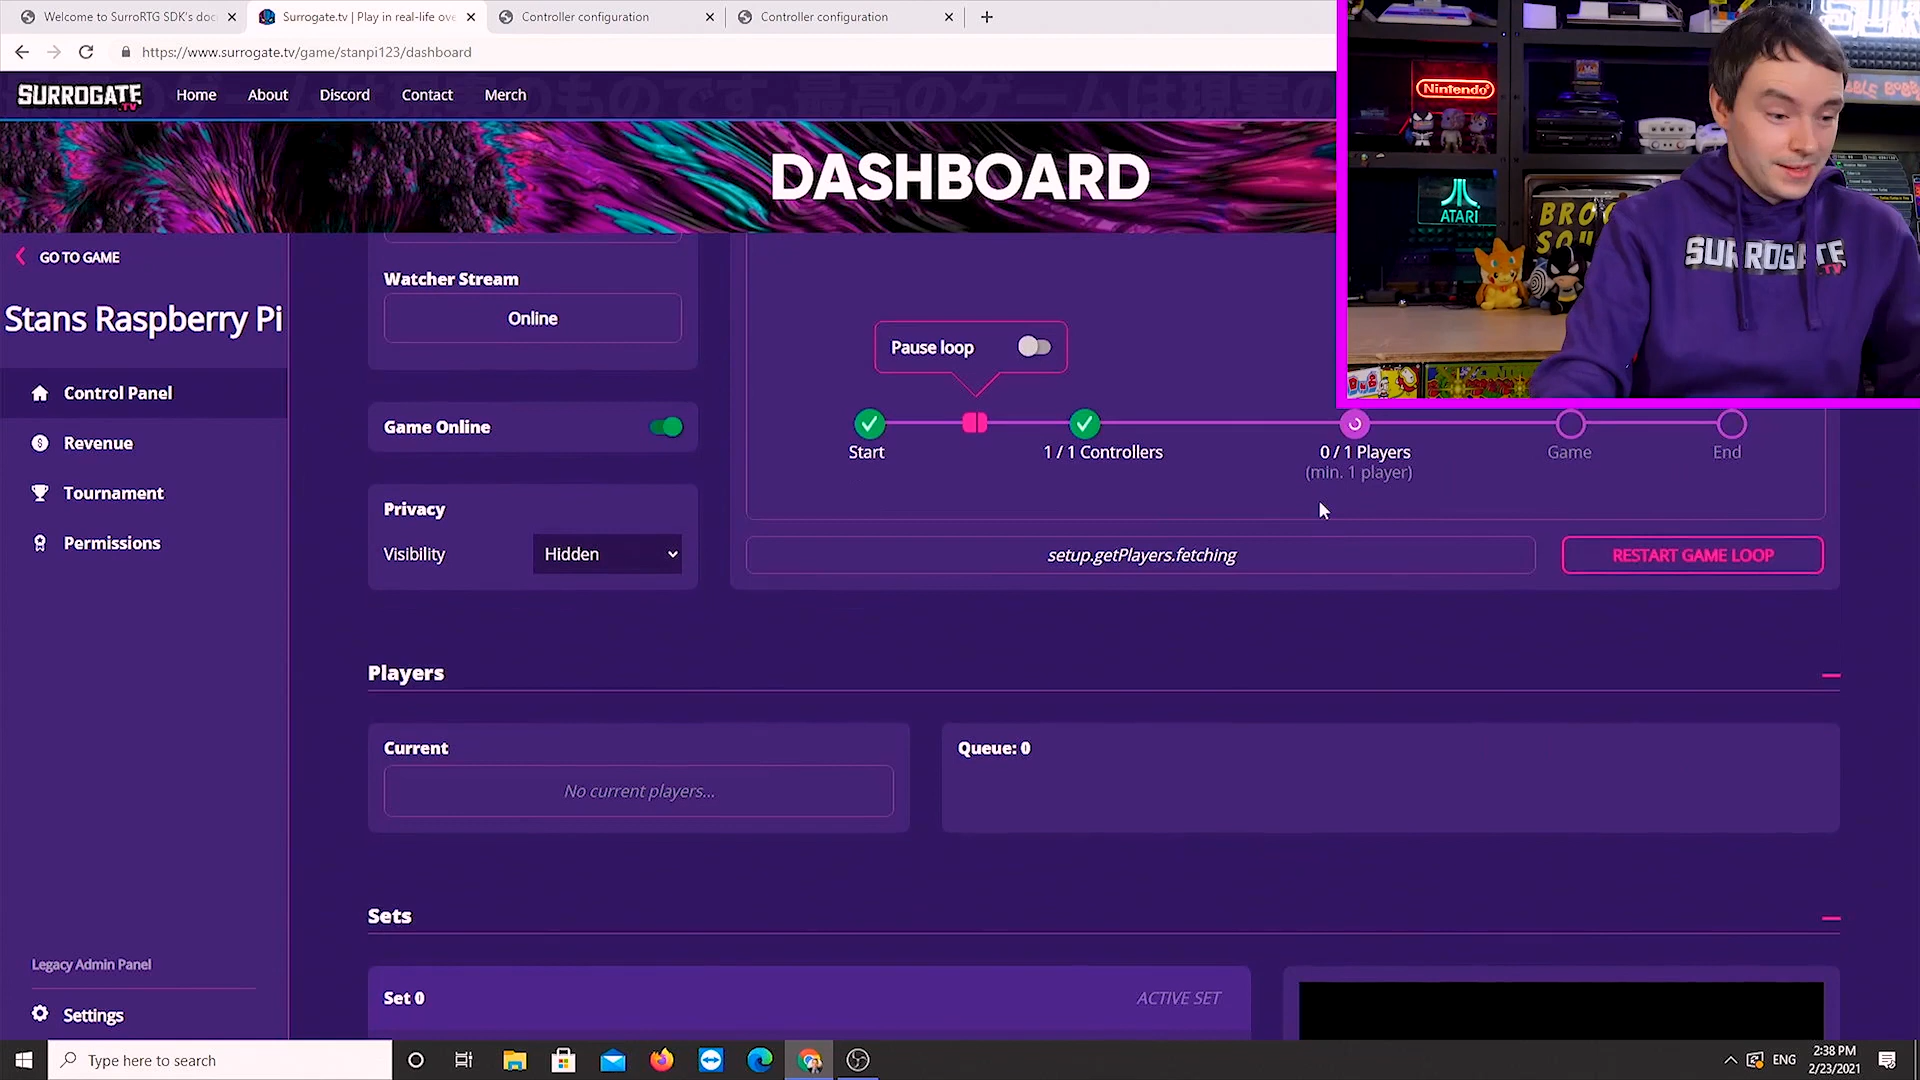 Welcome to SurroRTG SDK's doc
Surrogate.tv | Play in real-life ove
Controller configuration
Controller configuration
https://www.surrogate.tv/game/stanpi123/dashboard
SURROGATE.TV
Home
About
Discord
Contact
Merch
DASHBOARD
GO TO GAME
Stans Raspberry Pi
Control Panel
Revenue
Tournament
Permissions
Legacy Admin Panel
Settings
Watcher Stream
Online
Game Online
Privacy
Visibility
Hidden
Pause loop
Start
1 / 1 Controllers
0 / 1 Players
(min. 1 player)
Game
End
setup.getPlayers.fetching
RESTART GAME LOOP
Players
Current
No current players...
Queue: 0
Sets
Set 0
ACTIVE SET
Nintendo
ATARI
SURROGATE.TV
Type here to search
ENG
2:38 PM
2/23/2021